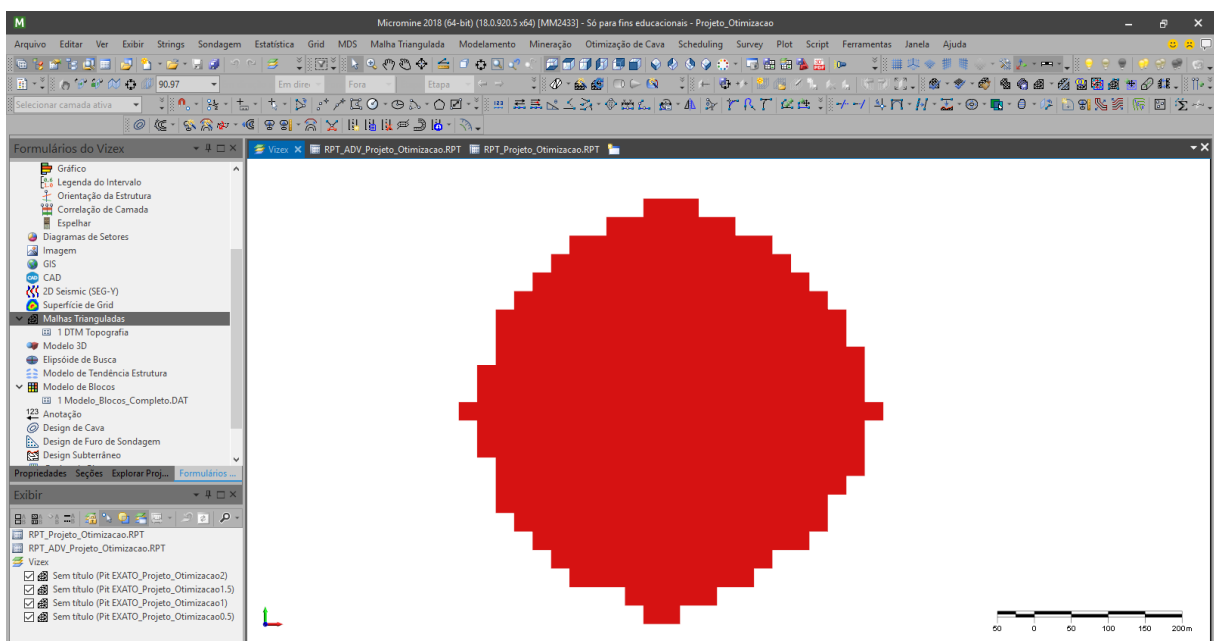 Micromine 2018 (64-bit) (18.0.920.5 x64) [MM2433] - Só para fins educacionais - Projeto_Otimizacao
Arquivo Editar Ver Exibir Strings Sondagem Estatística Grid MDS Malha Triangulada Modelamento Mineração Otimização de Cava Scheduling Survey Plot Script Ferramentas Janela Ajuda
90.97 Em dire Fora Etapa
Selecionar camada ativa
Formulários do Vizex
Vizex RPT_ADV_Projeto_Otimizacao.RPT RPT_Projeto_Otimizacao.RPT
Gráfico
Legenda do Intervalo
Orientação da Estrutura
Correlação de Camada
Espelhar
Diagramas de Setores
Imagem
GIS
CAD
2D Seismic (SEG-Y)
Superfície de Grid
Malhas Trianguladas
1 DTM Topografia
Modelo 3D
Elipsóide de Busca
Modelo de Tendência Estrutura
Modelo de Blocos
1 Modelo_Blocos_Completo.DAT
123 Anotação
Design de Cava
Design de Furo de Sondagem
Design Subterrâneo
Propriedades Seções Explorar Proj... Formulários ...
Exibir
RPT_Projeto_Otimizacao.RPT
RPT_ADV_Projeto_Otimizacao.RPT
Vizex
Sem título (Pit EXATO_Projeto_Otimizacao2)
Sem título (Pit EXATO_Projeto_Otimizacao1.5)
Sem título (Pit EXATO_Projeto_Otimizacao1)
Sem título (Pit EXATO_Projeto_Otimizacao0.5)
50 0 50 100 150 200 m